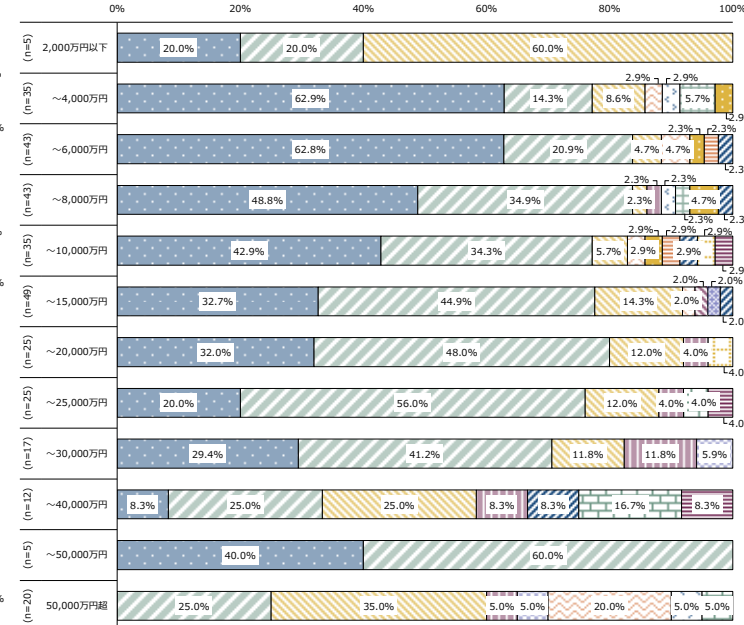 0% 20% 40% 60% 80% 100%
(n=5) 2,000万円以下 20.0% 20.0% 60.0%
2.9% 2.9%
(n=35) ～4,000万円 62.9% 14.3% 8.6% 5.7%
2.9
2.3% 2.3%
(n=43) ～6,000万円 62.8% 20.9% 4.7% 4.7%
2.3
2.3% 2.3%
(n=43) ～8,000万円 48.8% 34.9% 2.3% 4.7%
2.3% 2.3
2.9% 2.9% 2.9%
(n=35) ～10,000万円 42.9% 34.3% 5.7% 2.9% 2.9%
2.9
2.0% 2.0%
(n=49) ～15,000万円 32.7% 44.9% 14.3% 2.0%
2.0
(n=25) ～20,000万円 32.0% 48.0% 12.0% 4.0%
4.0
(n=25) ～25,000万円 20.0% 56.0% 12.0% 4.0% 4.0%
4.0
(n=17) ～30,000万円 29.4% 41.2% 11.8% 11.8% 5.9%
(n=12) ～40,000万円 8.3% 25.0% 25.0% 8.3% 8.3% 16.7% 8.3%
(n=5) ～50,000万円 40.0% 60.0%
(n=20) 50,000万円超 25.0% 35.0% 5.0% 5.0% 20.0% 5.0% 5.0%